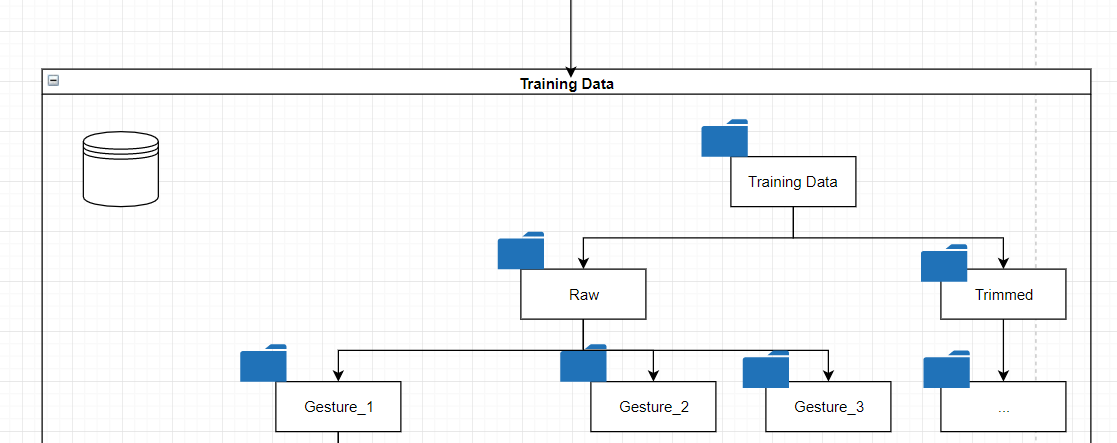 Training Data
Training Data
Raw
Trimmed
Gesture_1
Gesture_2
Gesture_3
...